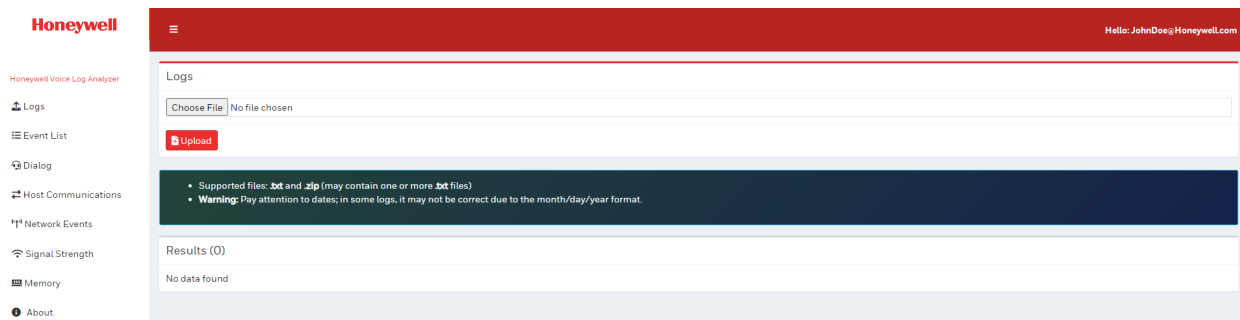 Honeywell
Hello: JohnDoe@Honeywell.com
Honeywell Voice Log Analyzer
Logs
Event List
Dialog
Host Communications
Network Events
Signal Strength
Memory
About
Logs
Choose File No file chosen
Upload
Supported files: .txt and .zip (may contain one or more .txt files)
Warning: Pay attention to dates; in some logs, it may not be correct due to the month/day/year format.
Results (0)
No data found